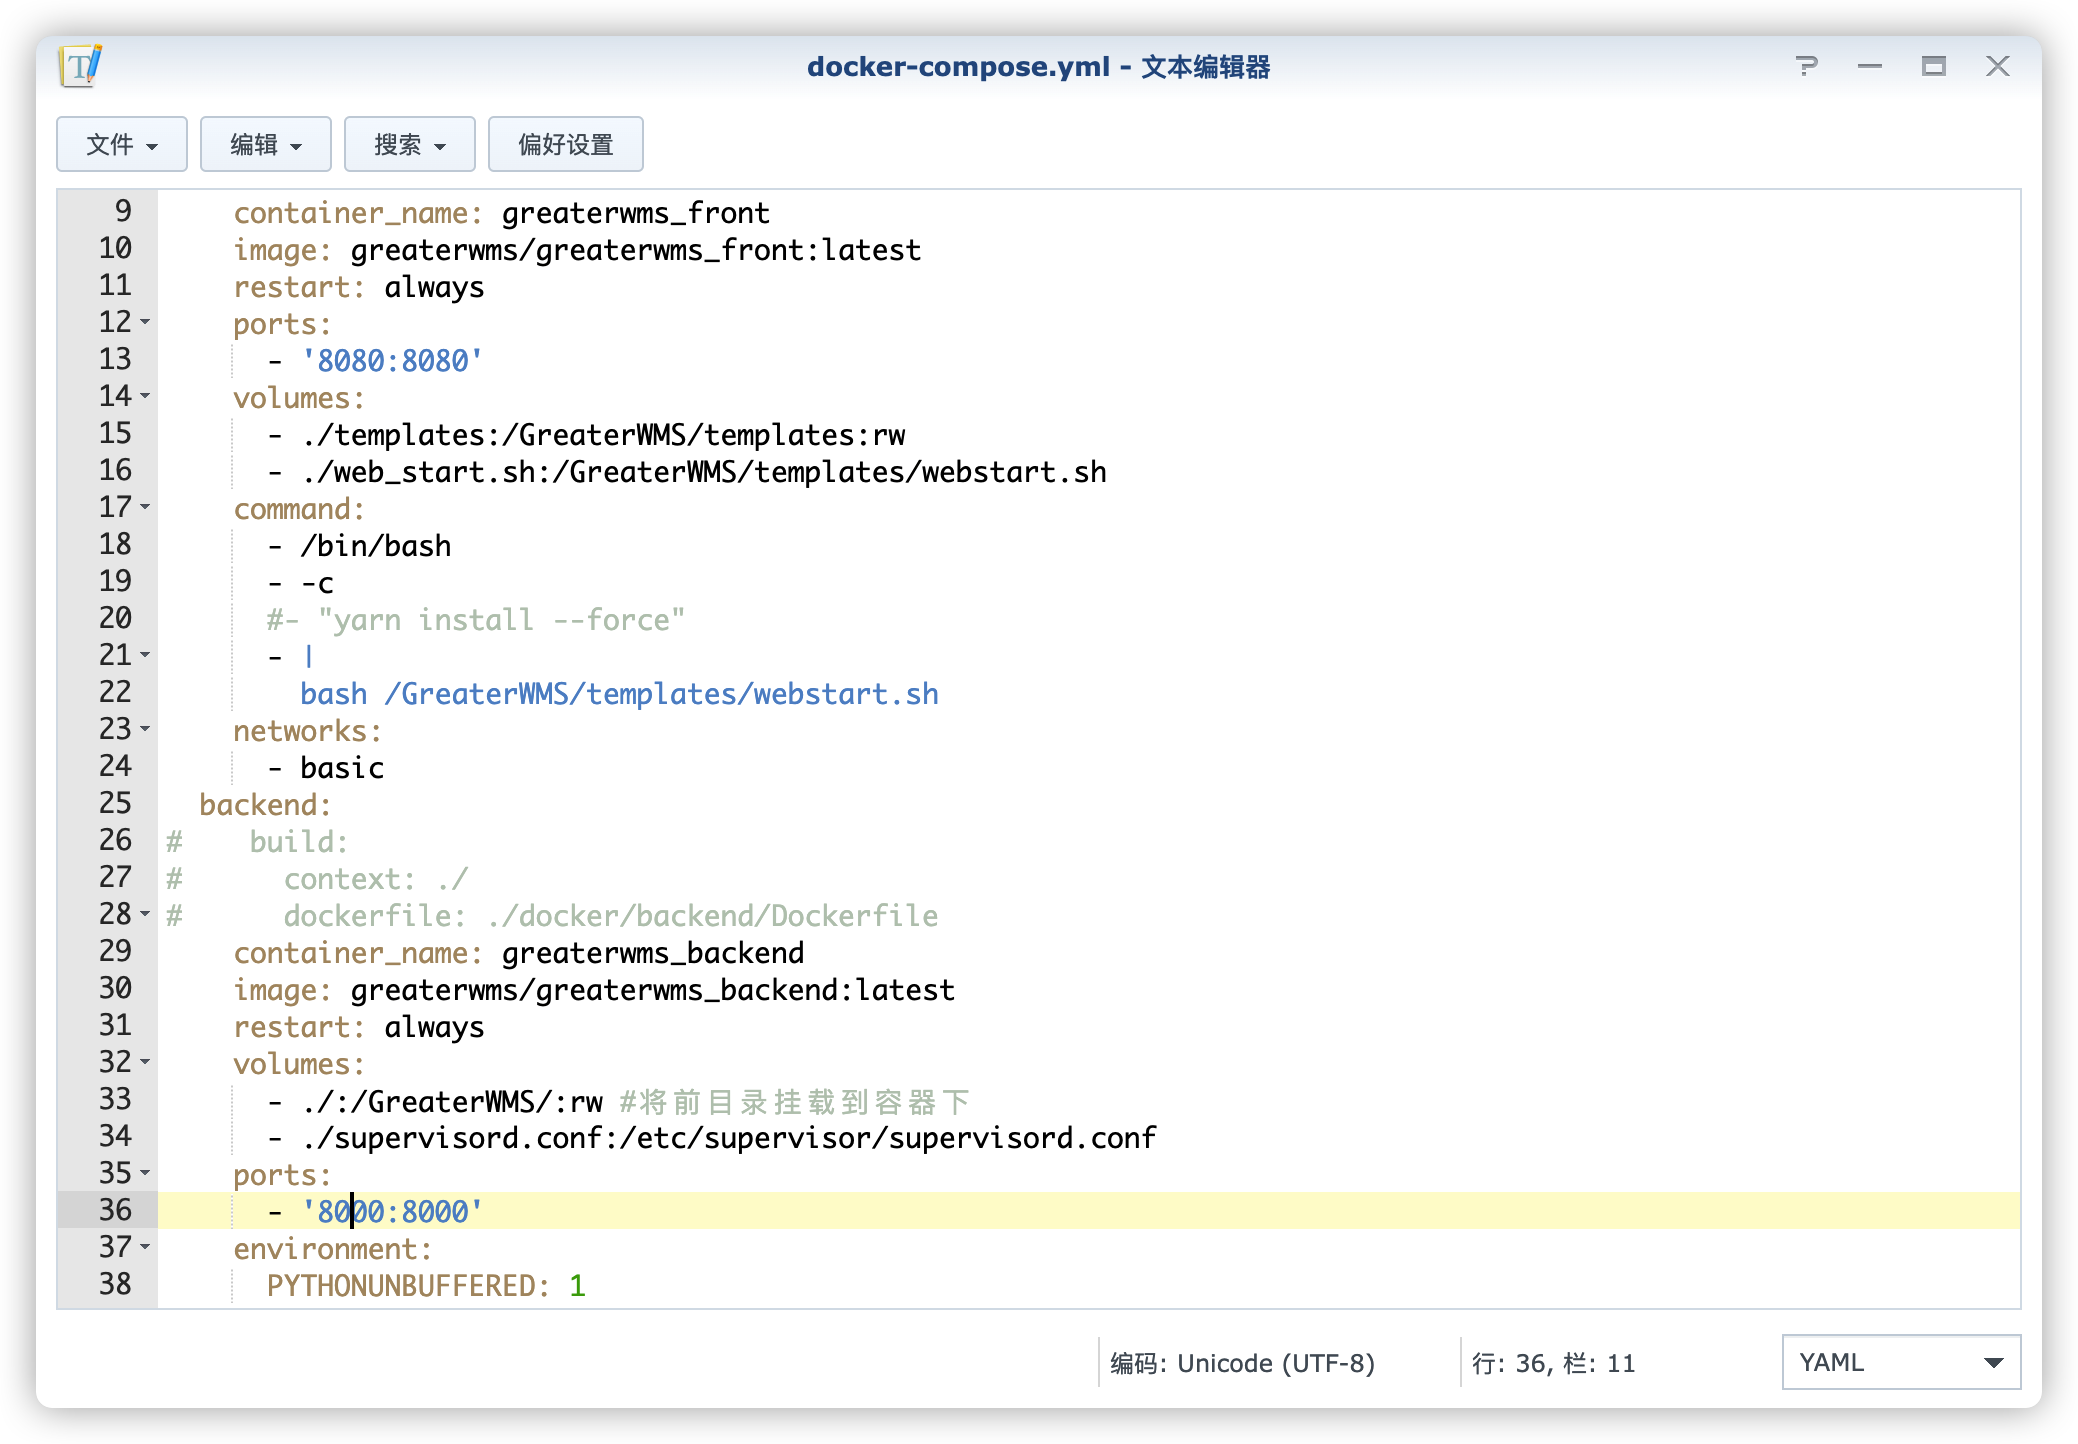 docker-compose.yml - 文本编辑器
文件 编辑 搜索 偏好设置
9 container_name: greaterwms_front
10 image: greaterwms/greaterwms_front:latest
11 restart: always
12 ports:
13 - '8080:8080'
14 volumes:
15 - ./templates:/GreaterWMS/templates:rw
16 - ./web_start.sh:/GreaterWMS/templates/webstart.sh
17 command:
18 - /bin/bash
19 - -c
20 #- "yarn install --force"
21 - |
22 bash /GreaterWMS/templates/webstart.sh
23 networks:
24 - basic
25 backend:
26 # build:
27 # context: ./
28 # dockerfile: ./docker/backend/Dockerfile
29 container_name: greaterwms_backend
30 image: greaterwms/greaterwms_backend:latest
31 restart: always
32 volumes:
33 - ./:/GreaterWMS/:rw #将前目录挂载到容器下
34 - ./supervisord.conf:/etc/supervisor/supervisord.conf
35 ports:
36 - '8000:8000'
37 environment:
38 PYTHONUNBUFFERED: 1
编码: Unicode (UTF-8) 行: 36, 栏: 11 YAML